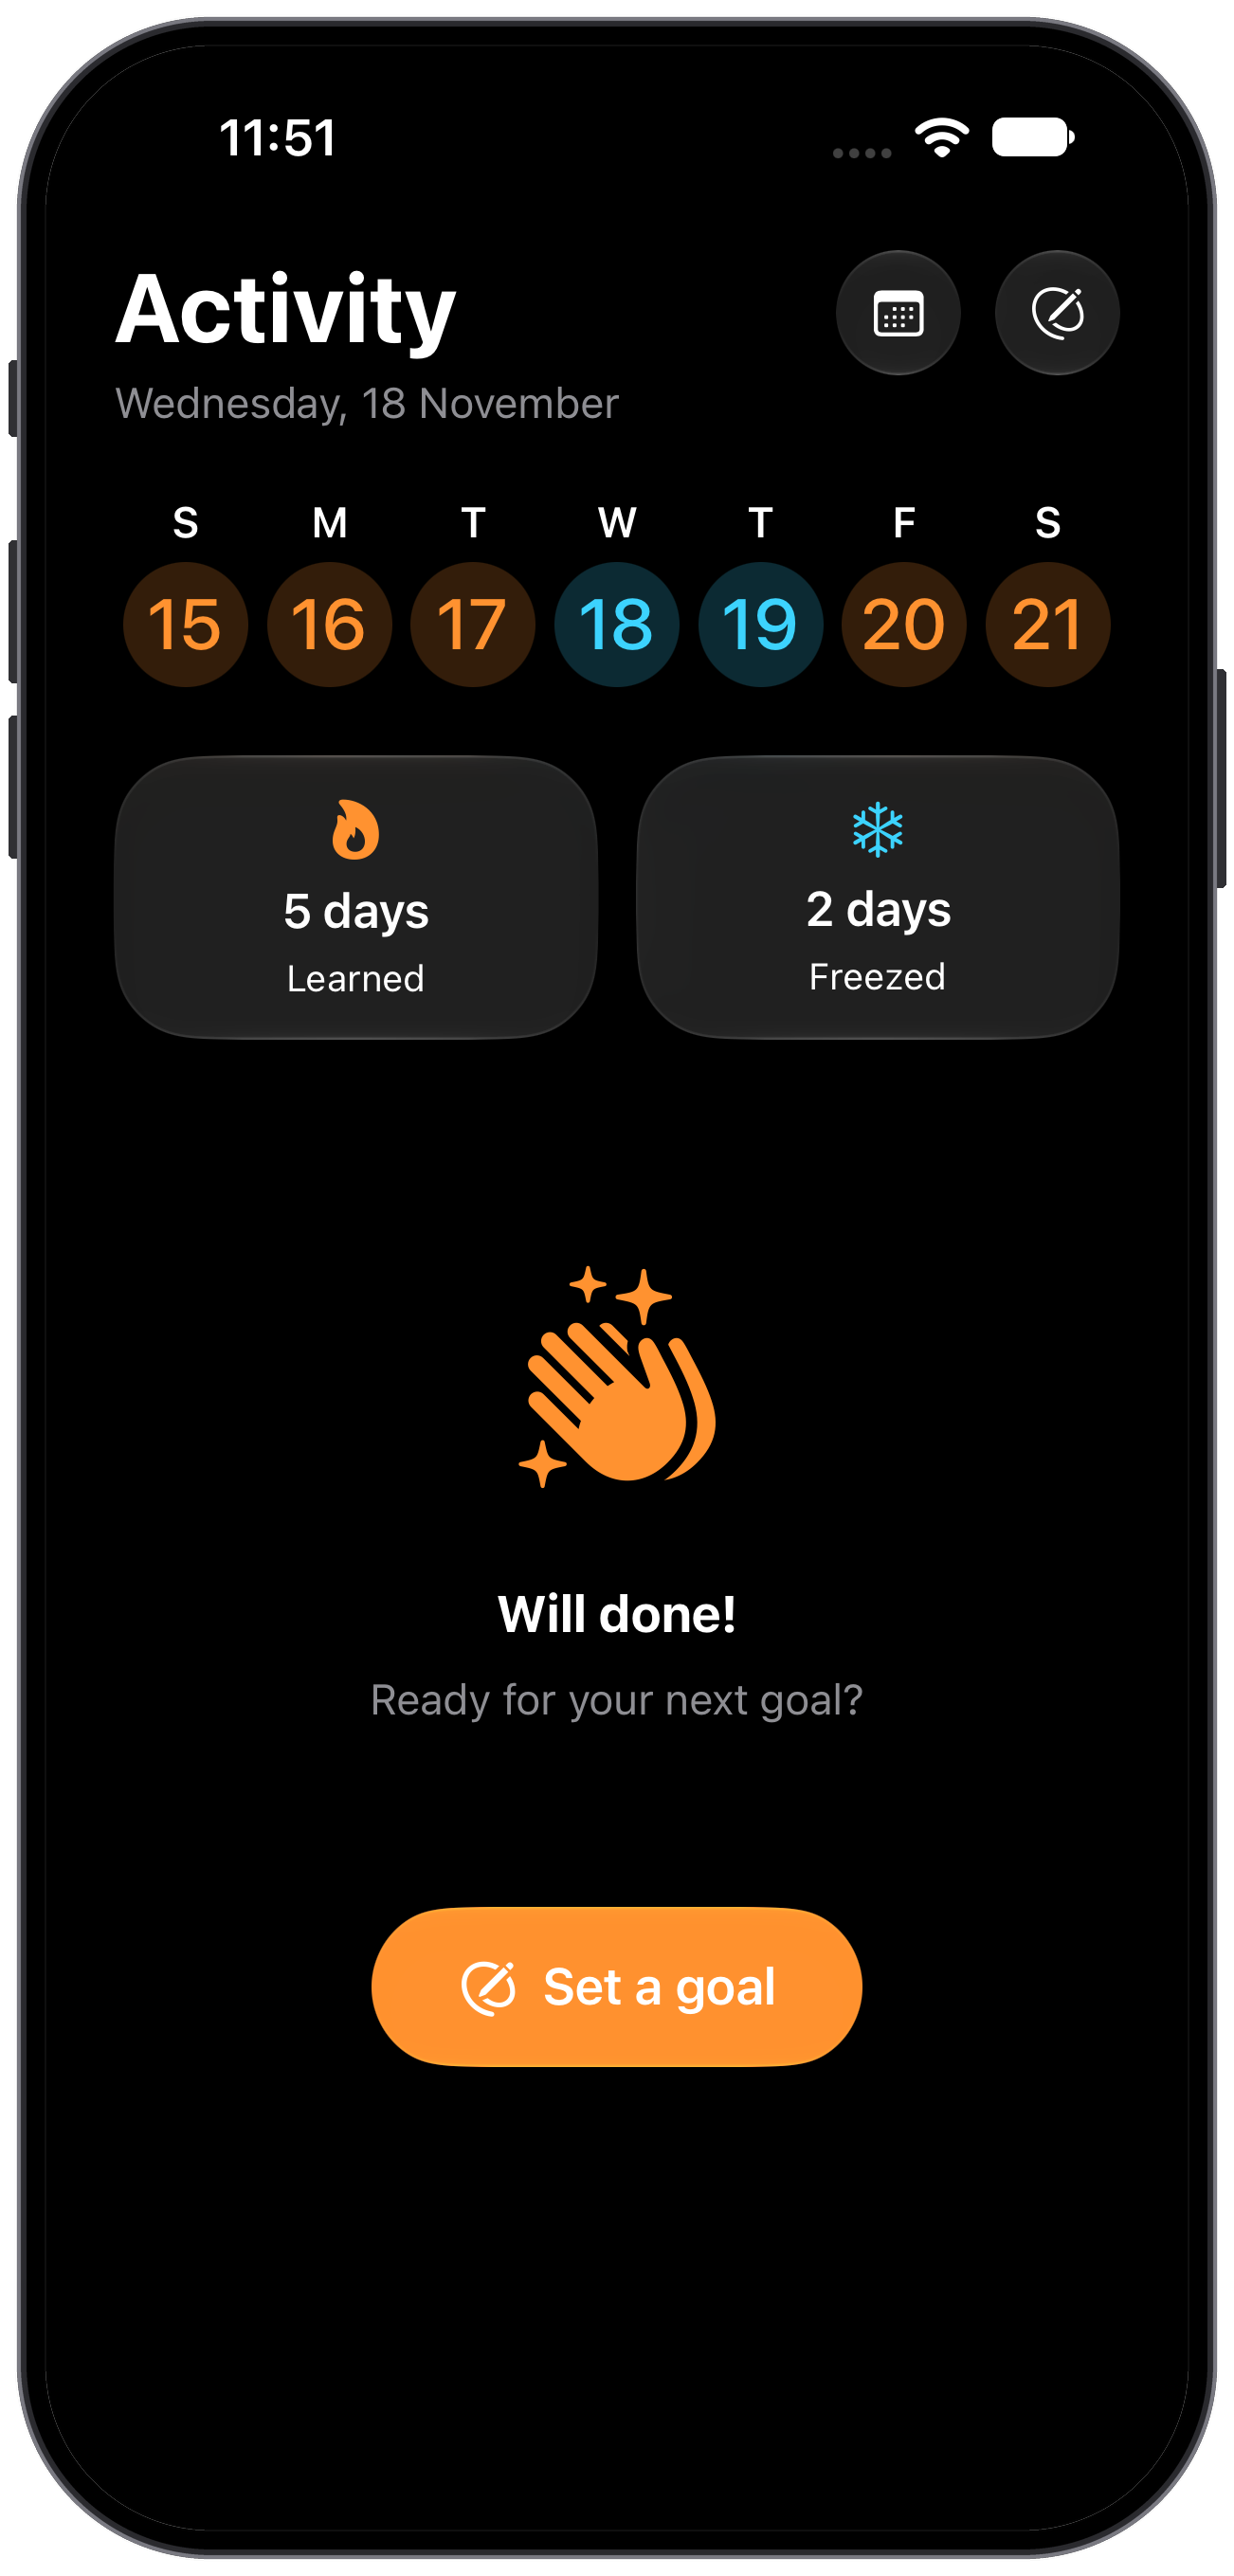 11:51
Activity
Wednesday, 18 November
S M T W T F S
15 16 17 18 19 20 21
5 days 2 days
Learned Freezed
Will done!
Ready for your next goal?
Set a goal